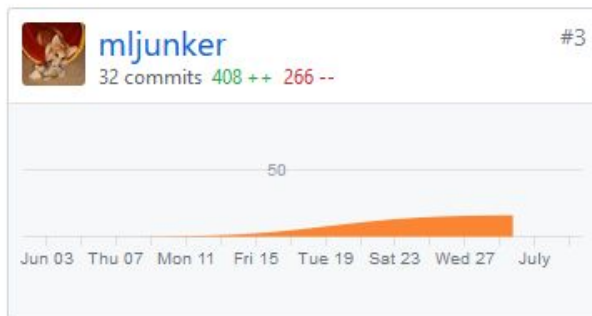 mljunker
#3
32 commits 408 ++ 266 --
50
Jun 03 Thu 07 Mon 11 Fri 15 Tue 19 Sat 23 Wed 27 July